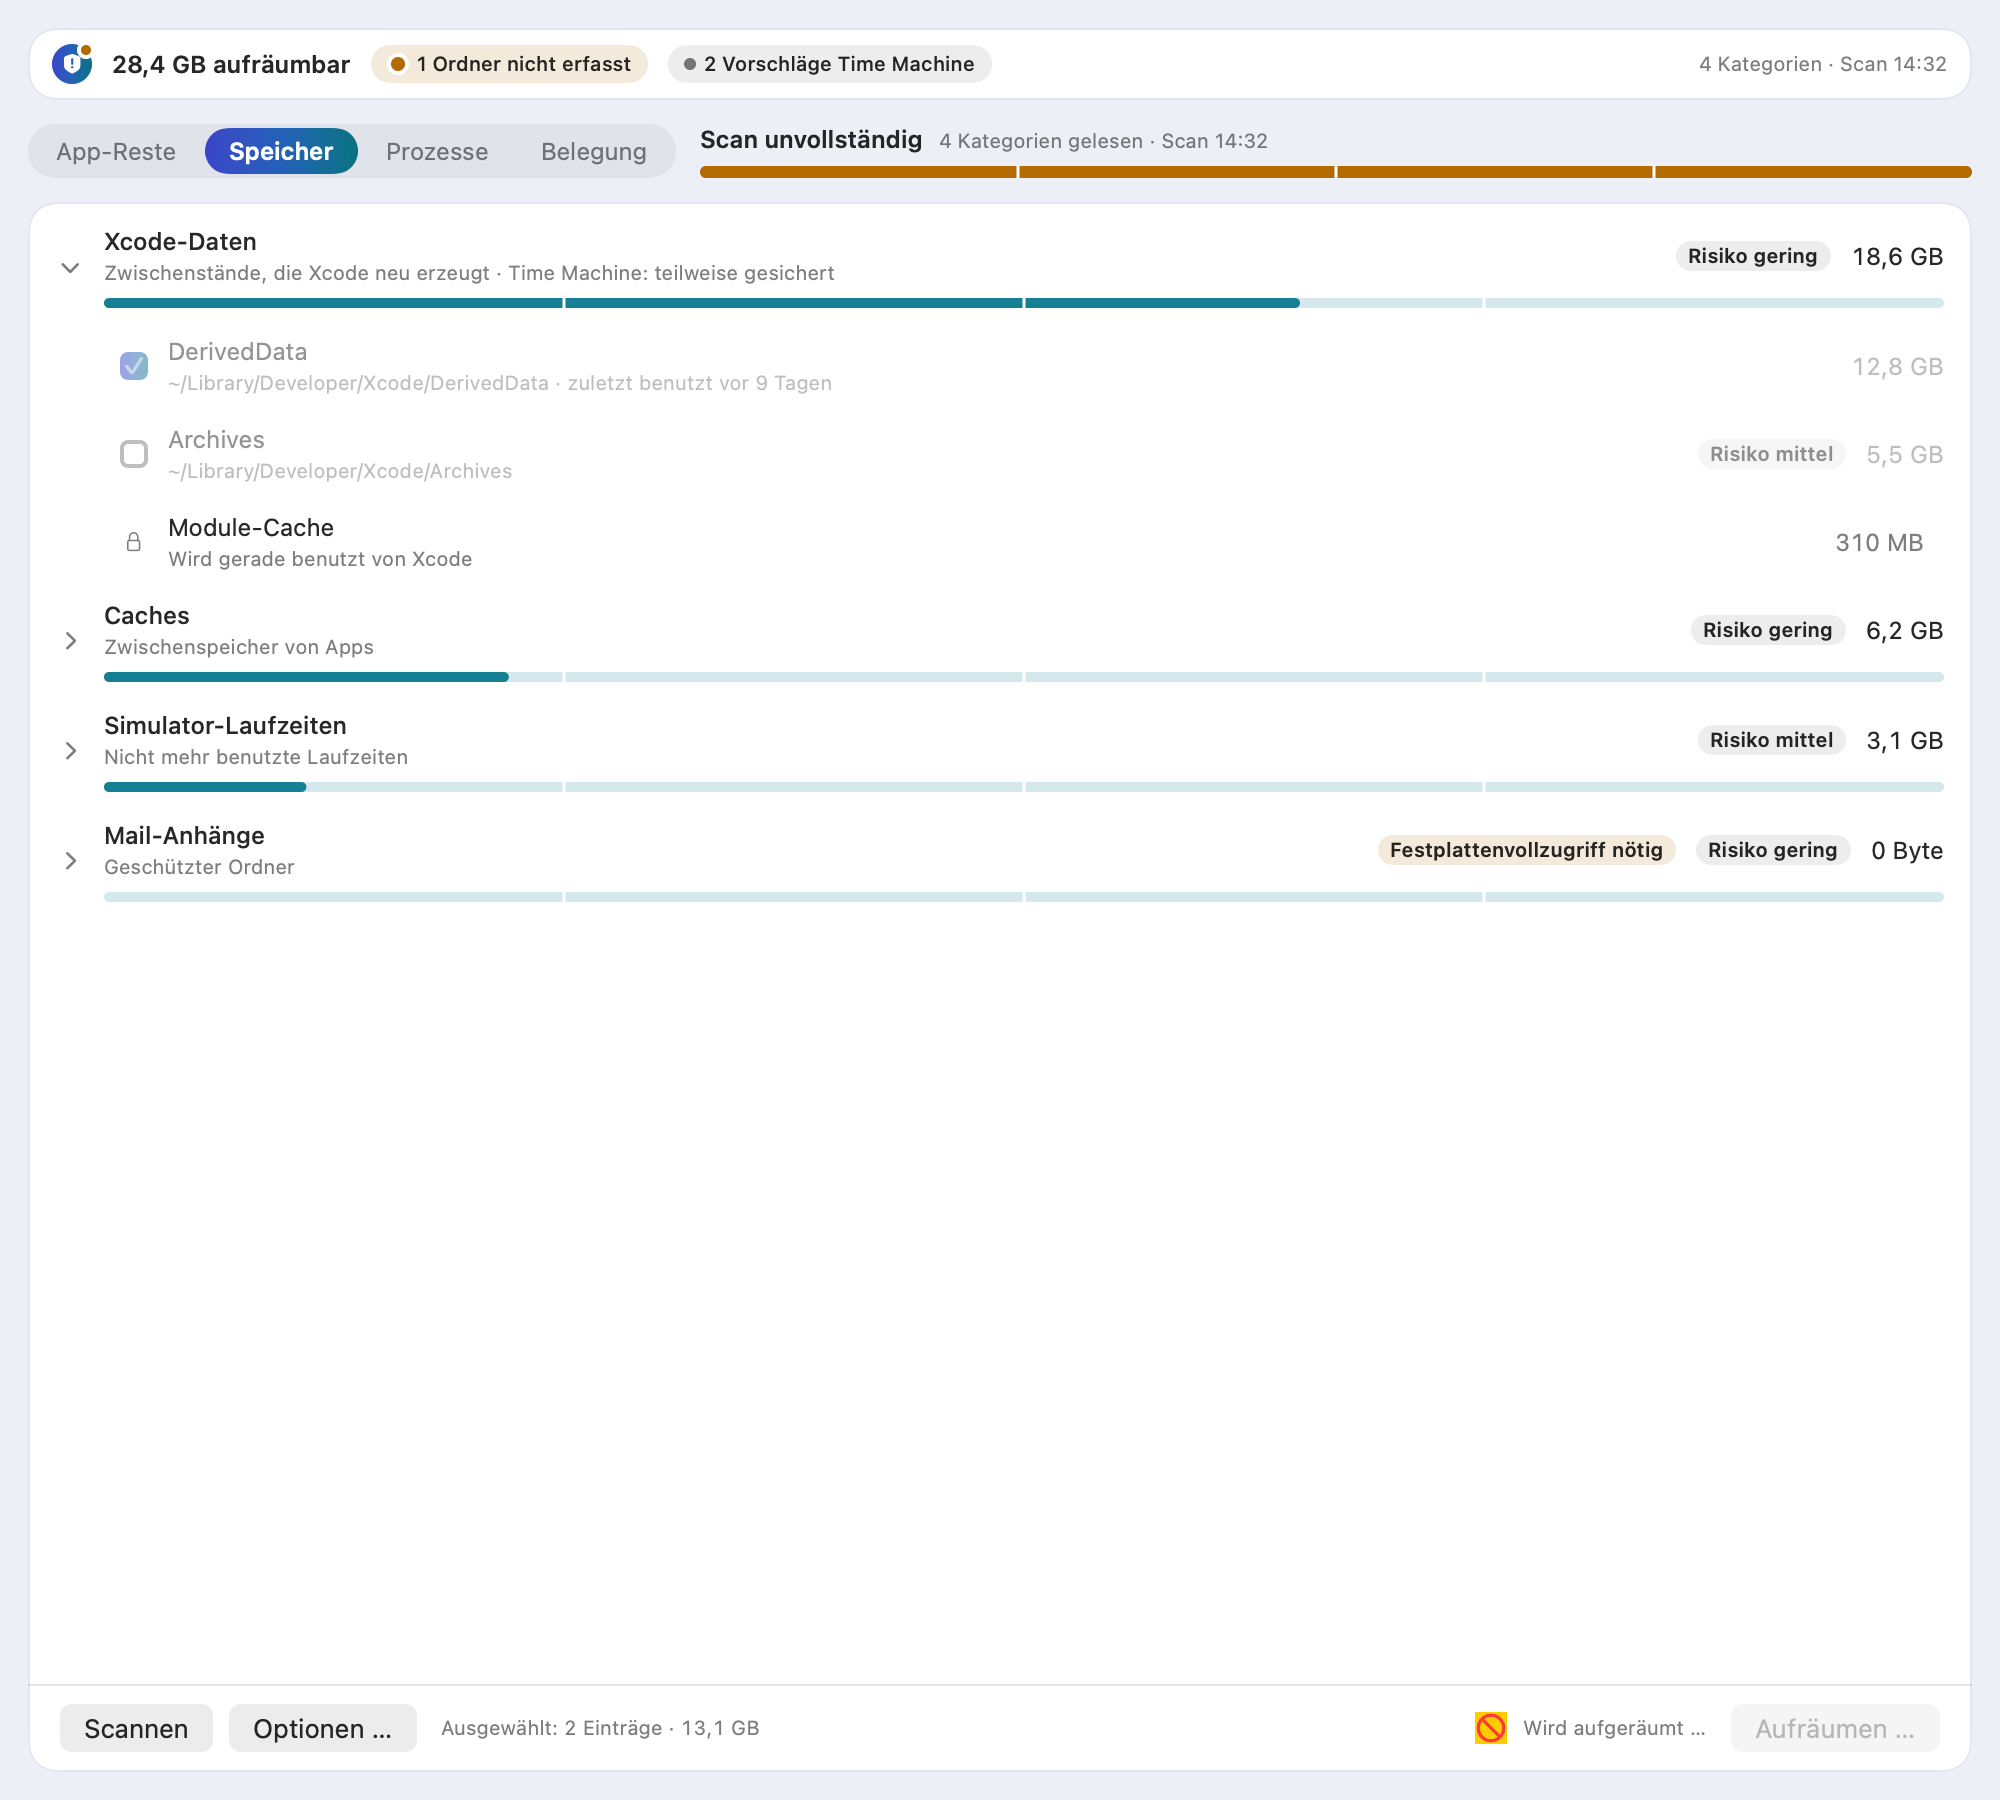 28,4 GB aufräumbar
1 Ordner nicht erfasst
2 Vorschläge Time Machine
4 Kategorien · Scan 14:32
App-Reste
Speicher
Prozesse
Belegung
Scan unvollständig
4 Kategorien gelesen · Scan 14:32
Xcode-Daten
Zwischenstände, die Xcode neu erzeugt · Time Machine: teilweise gesichert
Risiko gering
18,6 GB
DerivedData
~/Library/Developer/Xcode/DerivedData · zuletzt benutzt vor 9 Tagen
12,8 GB
Archives
~/Library/Developer/Xcode/Archives
Risiko mittel
5,5 GB
Module-Cache
Wird gerade benutzt von Xcode
310 MB
Caches
Zwischenspeicher von Apps
Risiko gering
6,2 GB
Simulator-Laufzeiten
Nicht mehr benutzte Laufzeiten
Risiko mittel
3,1 GB
Mail-Anhänge
Geschützter Ordner
Festplattenvollzugriff nötig
Risiko gering
0 Byte
Scannen
Optionen ...
Ausgewählt: 2 Einträge · 13,1 GB
Wird aufgeräumt ...
Aufräumen ...